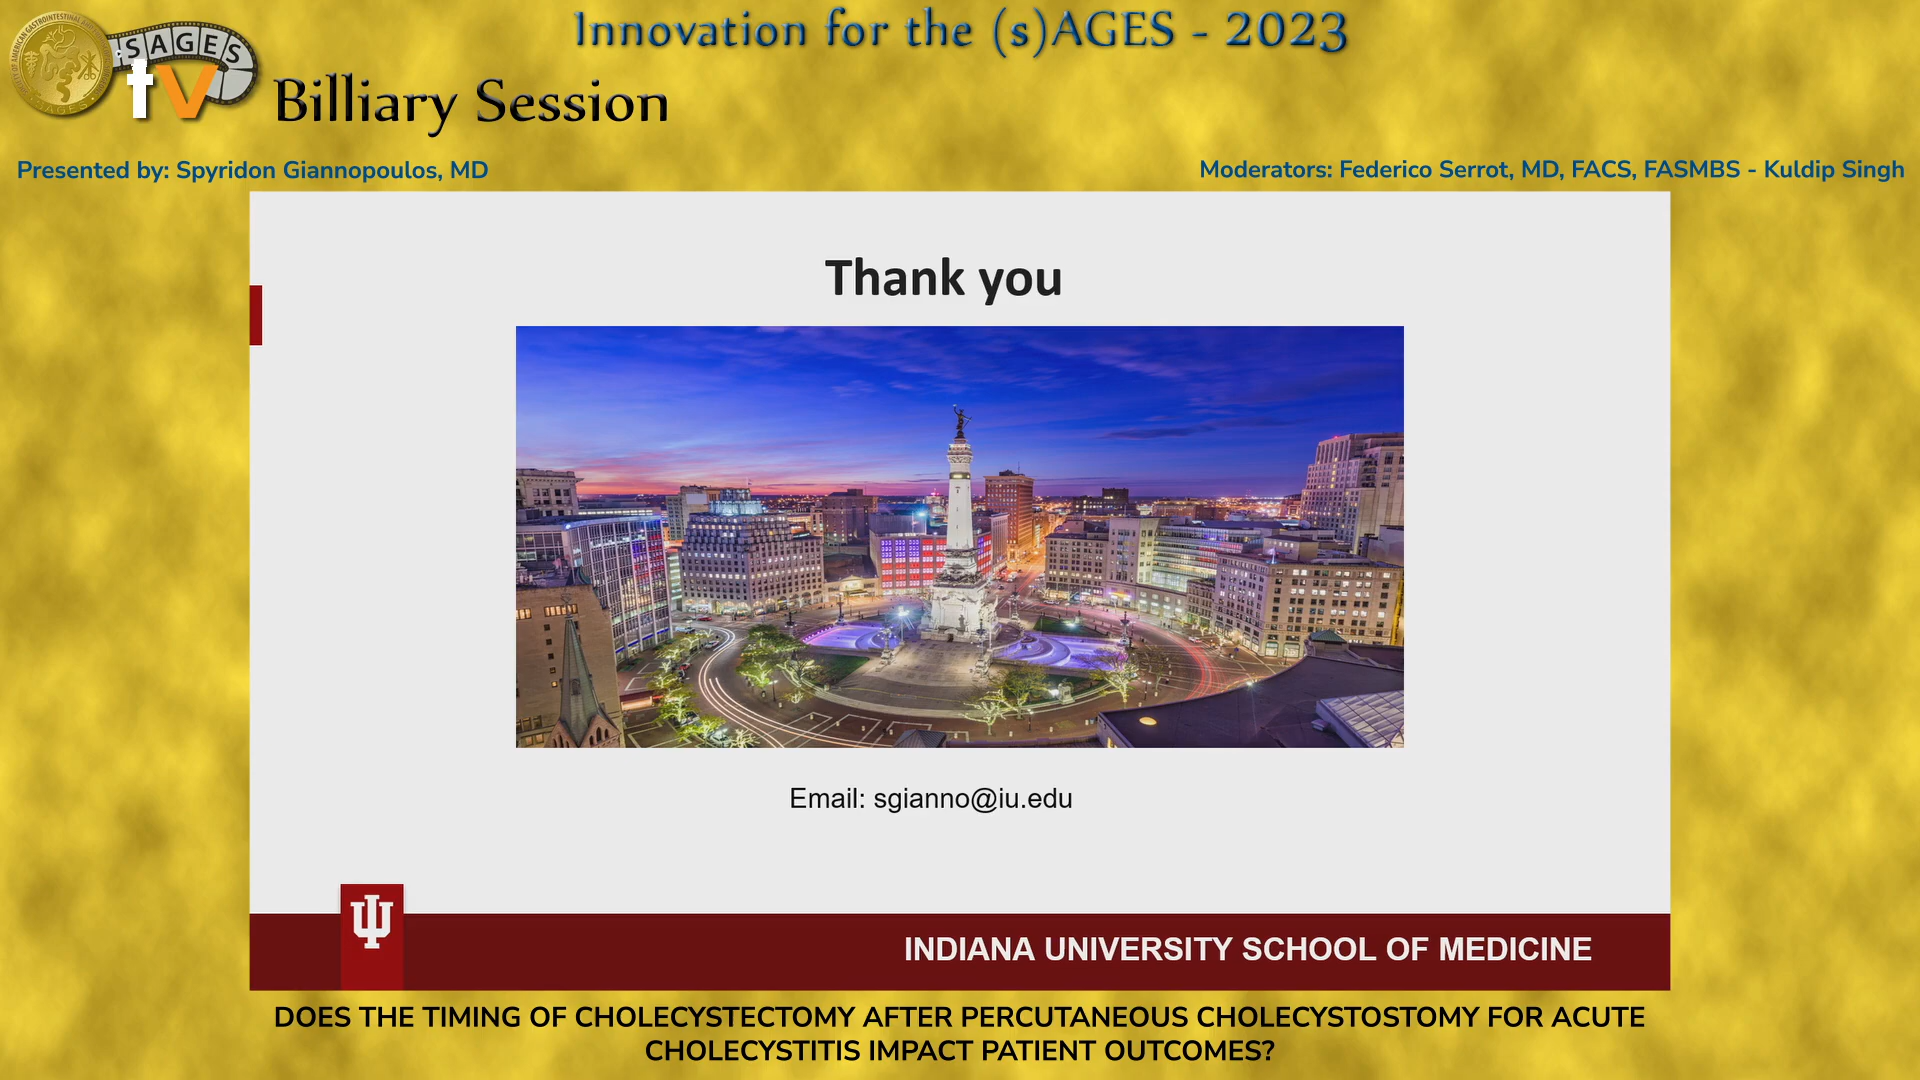 Innovation for the (s)AGES - 2023
SAGES
tv
Billiary Session
Presented by: Spyridon Giannopoulos, MD
Moderators: Federico Serrot, MD, FACS, FASMBS - Kuldip Singh
Thank you
Email: sgianno@iu.edu
INDIANA UNIVERSITY SCHOOL OF MEDICINE
DOES THE TIMING OF CHOLECYSTECTOMY AFTER PERCUTANEOUS CHOLECYSTOSTOMY FOR ACUTE
CHOLECYSTITIS IMPACT PATIENT OUTCOMES?